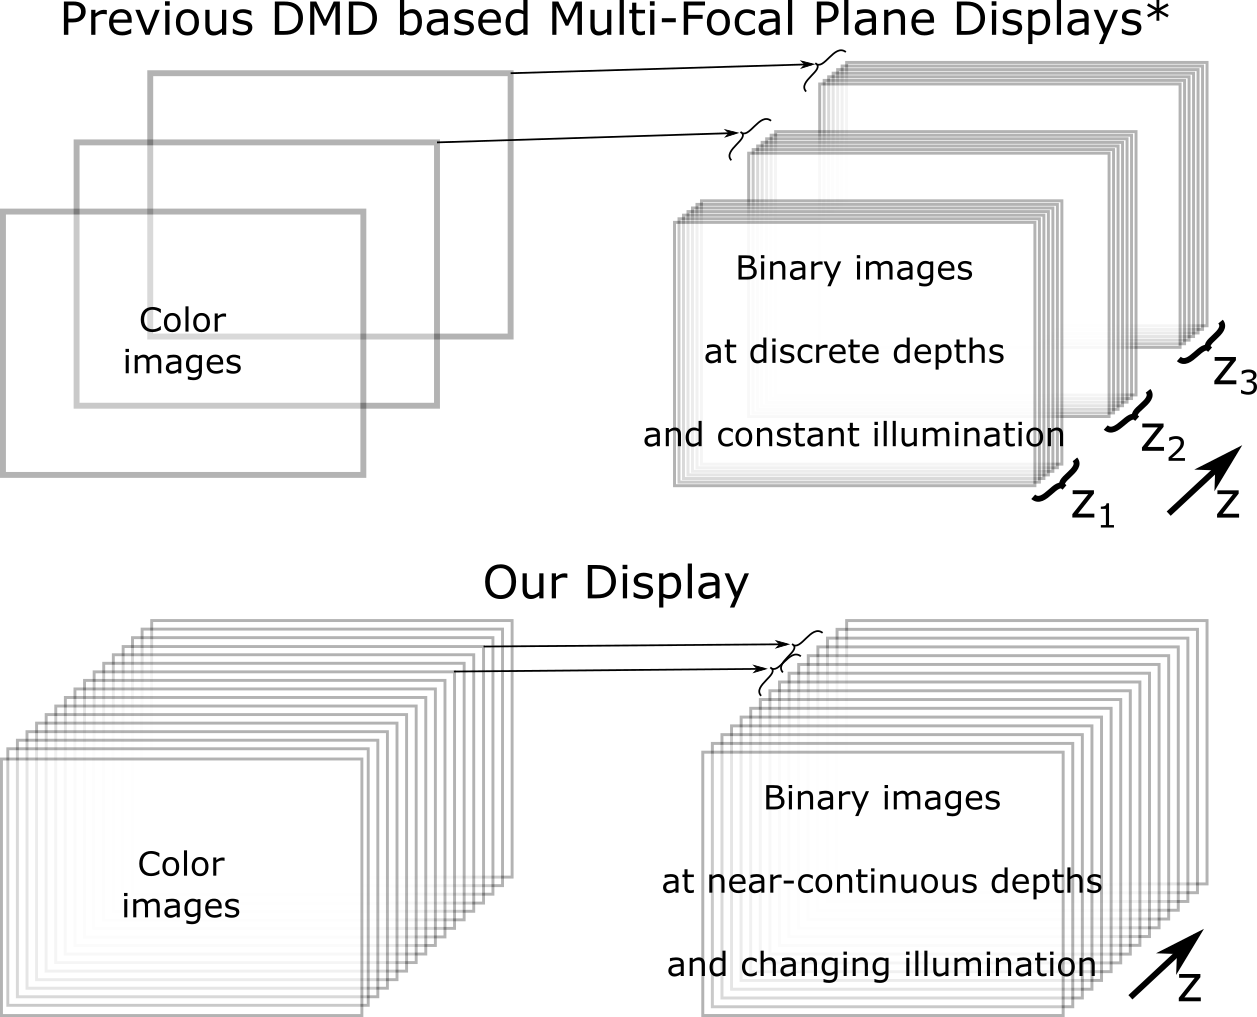 Previous DMD based Multi-Focal Plane Displays*
Color
images
Binary images
at discrete depths
and constant illumination
z3
z2
z1
z
Our Display
Color
images
Binary images
at near-continuous depths
and changing illumination
z